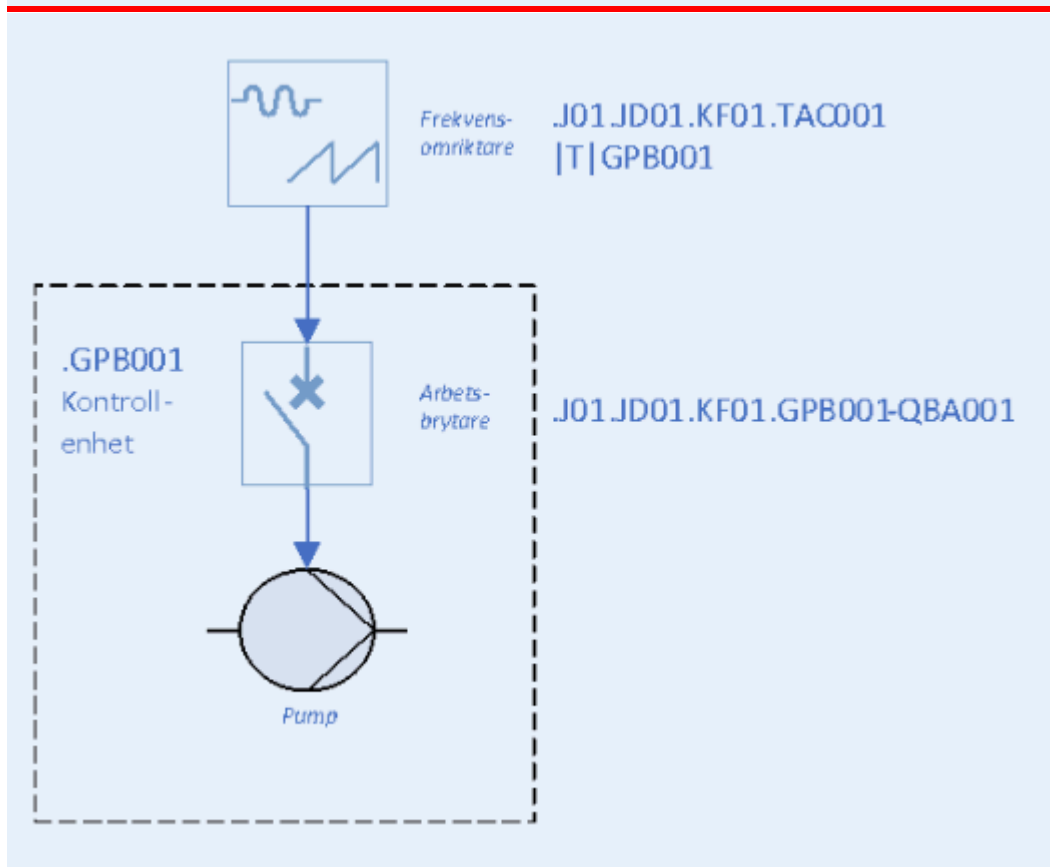 Frekvens-
omriktare
.J01.JD01.KF01.TAC001
|T|GPB001
.GPB001
Kontroll-
enhet
Arbets-
brytare
.J01.JD01.KF01.GPB001-QBA001
Pump